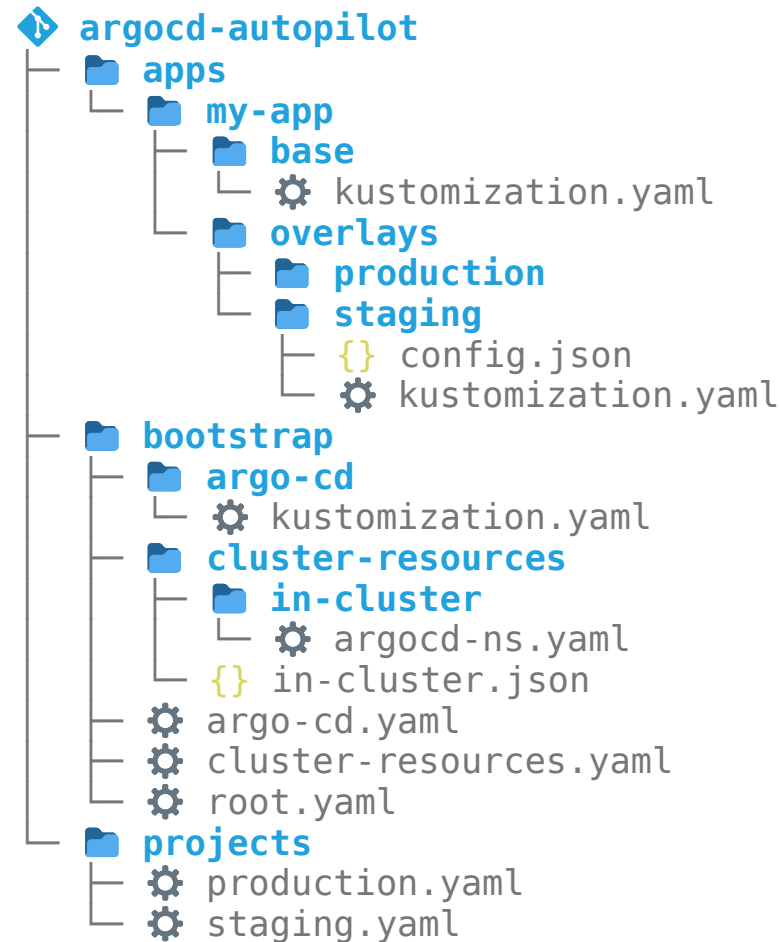 argocd-autopilot
apps
my-app
base
kustomization.yaml
overlays
production
staging
{} config.json
kustomization.yaml
bootstrap
argo-cd
kustomization.yaml
cluster-resources
in-cluster
argocd-ns.yaml
{} in-cluster.json
argo-cd.yaml
cluster-resources.yaml
root.yaml
projects
production.yaml
staging.yaml